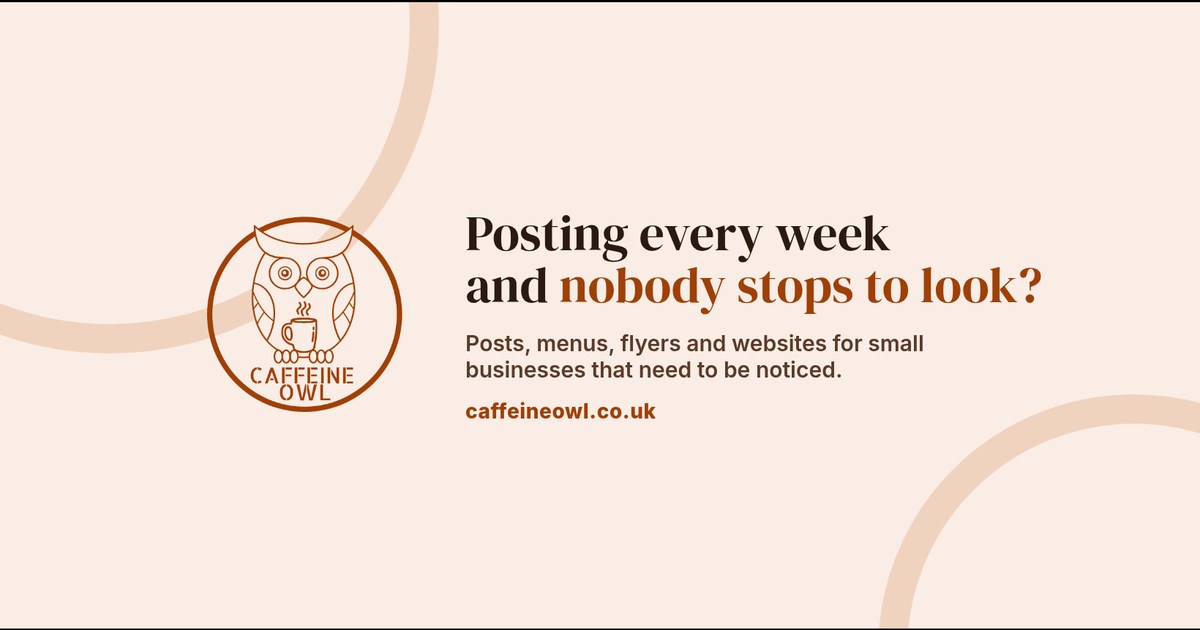 CAFFEINE
OWL
Posting every week
and nobody stops to look?
Posts, menus, flyers and websites for small
businesses that need to be noticed.
caffeineowl.co.uk